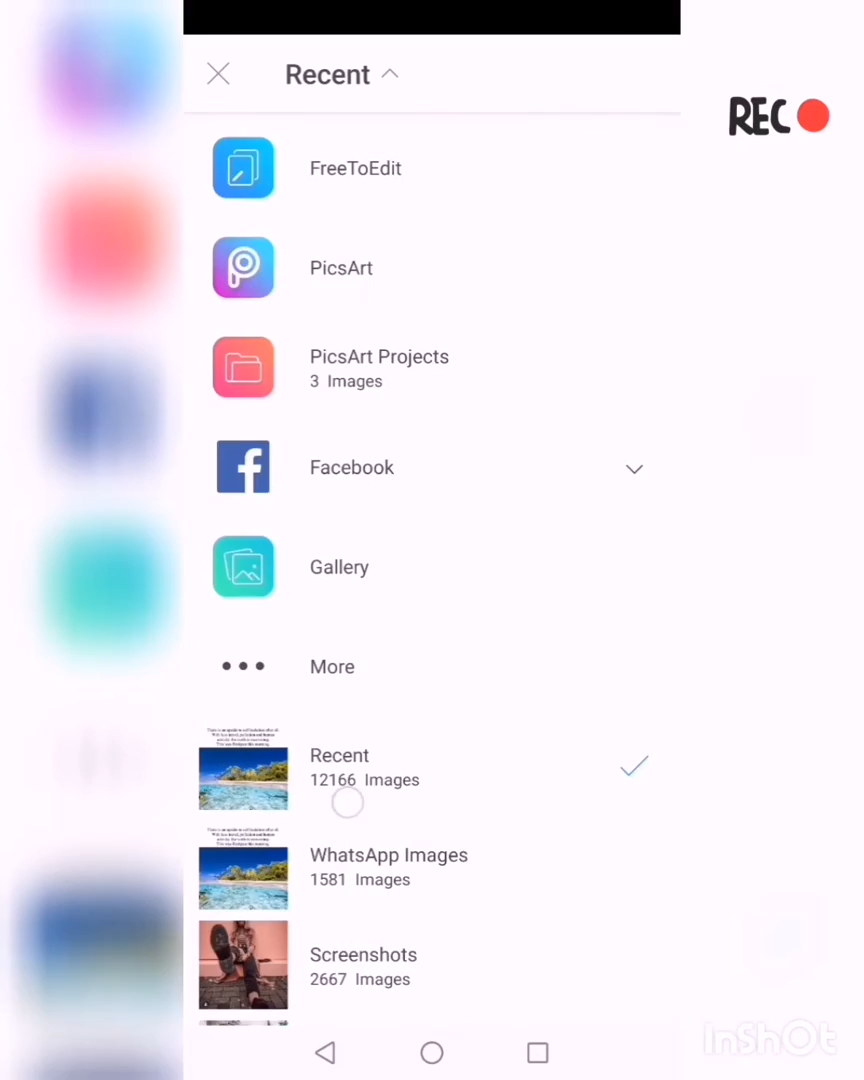 Recent
REC
FreeToEdit
PicsArt
PicsArt Projects
3 Images
Facebook
Gallery
More
Recent
12166 Images
WhatsApp Images
1581 Images
Screenshots
2667 Images
InShOt